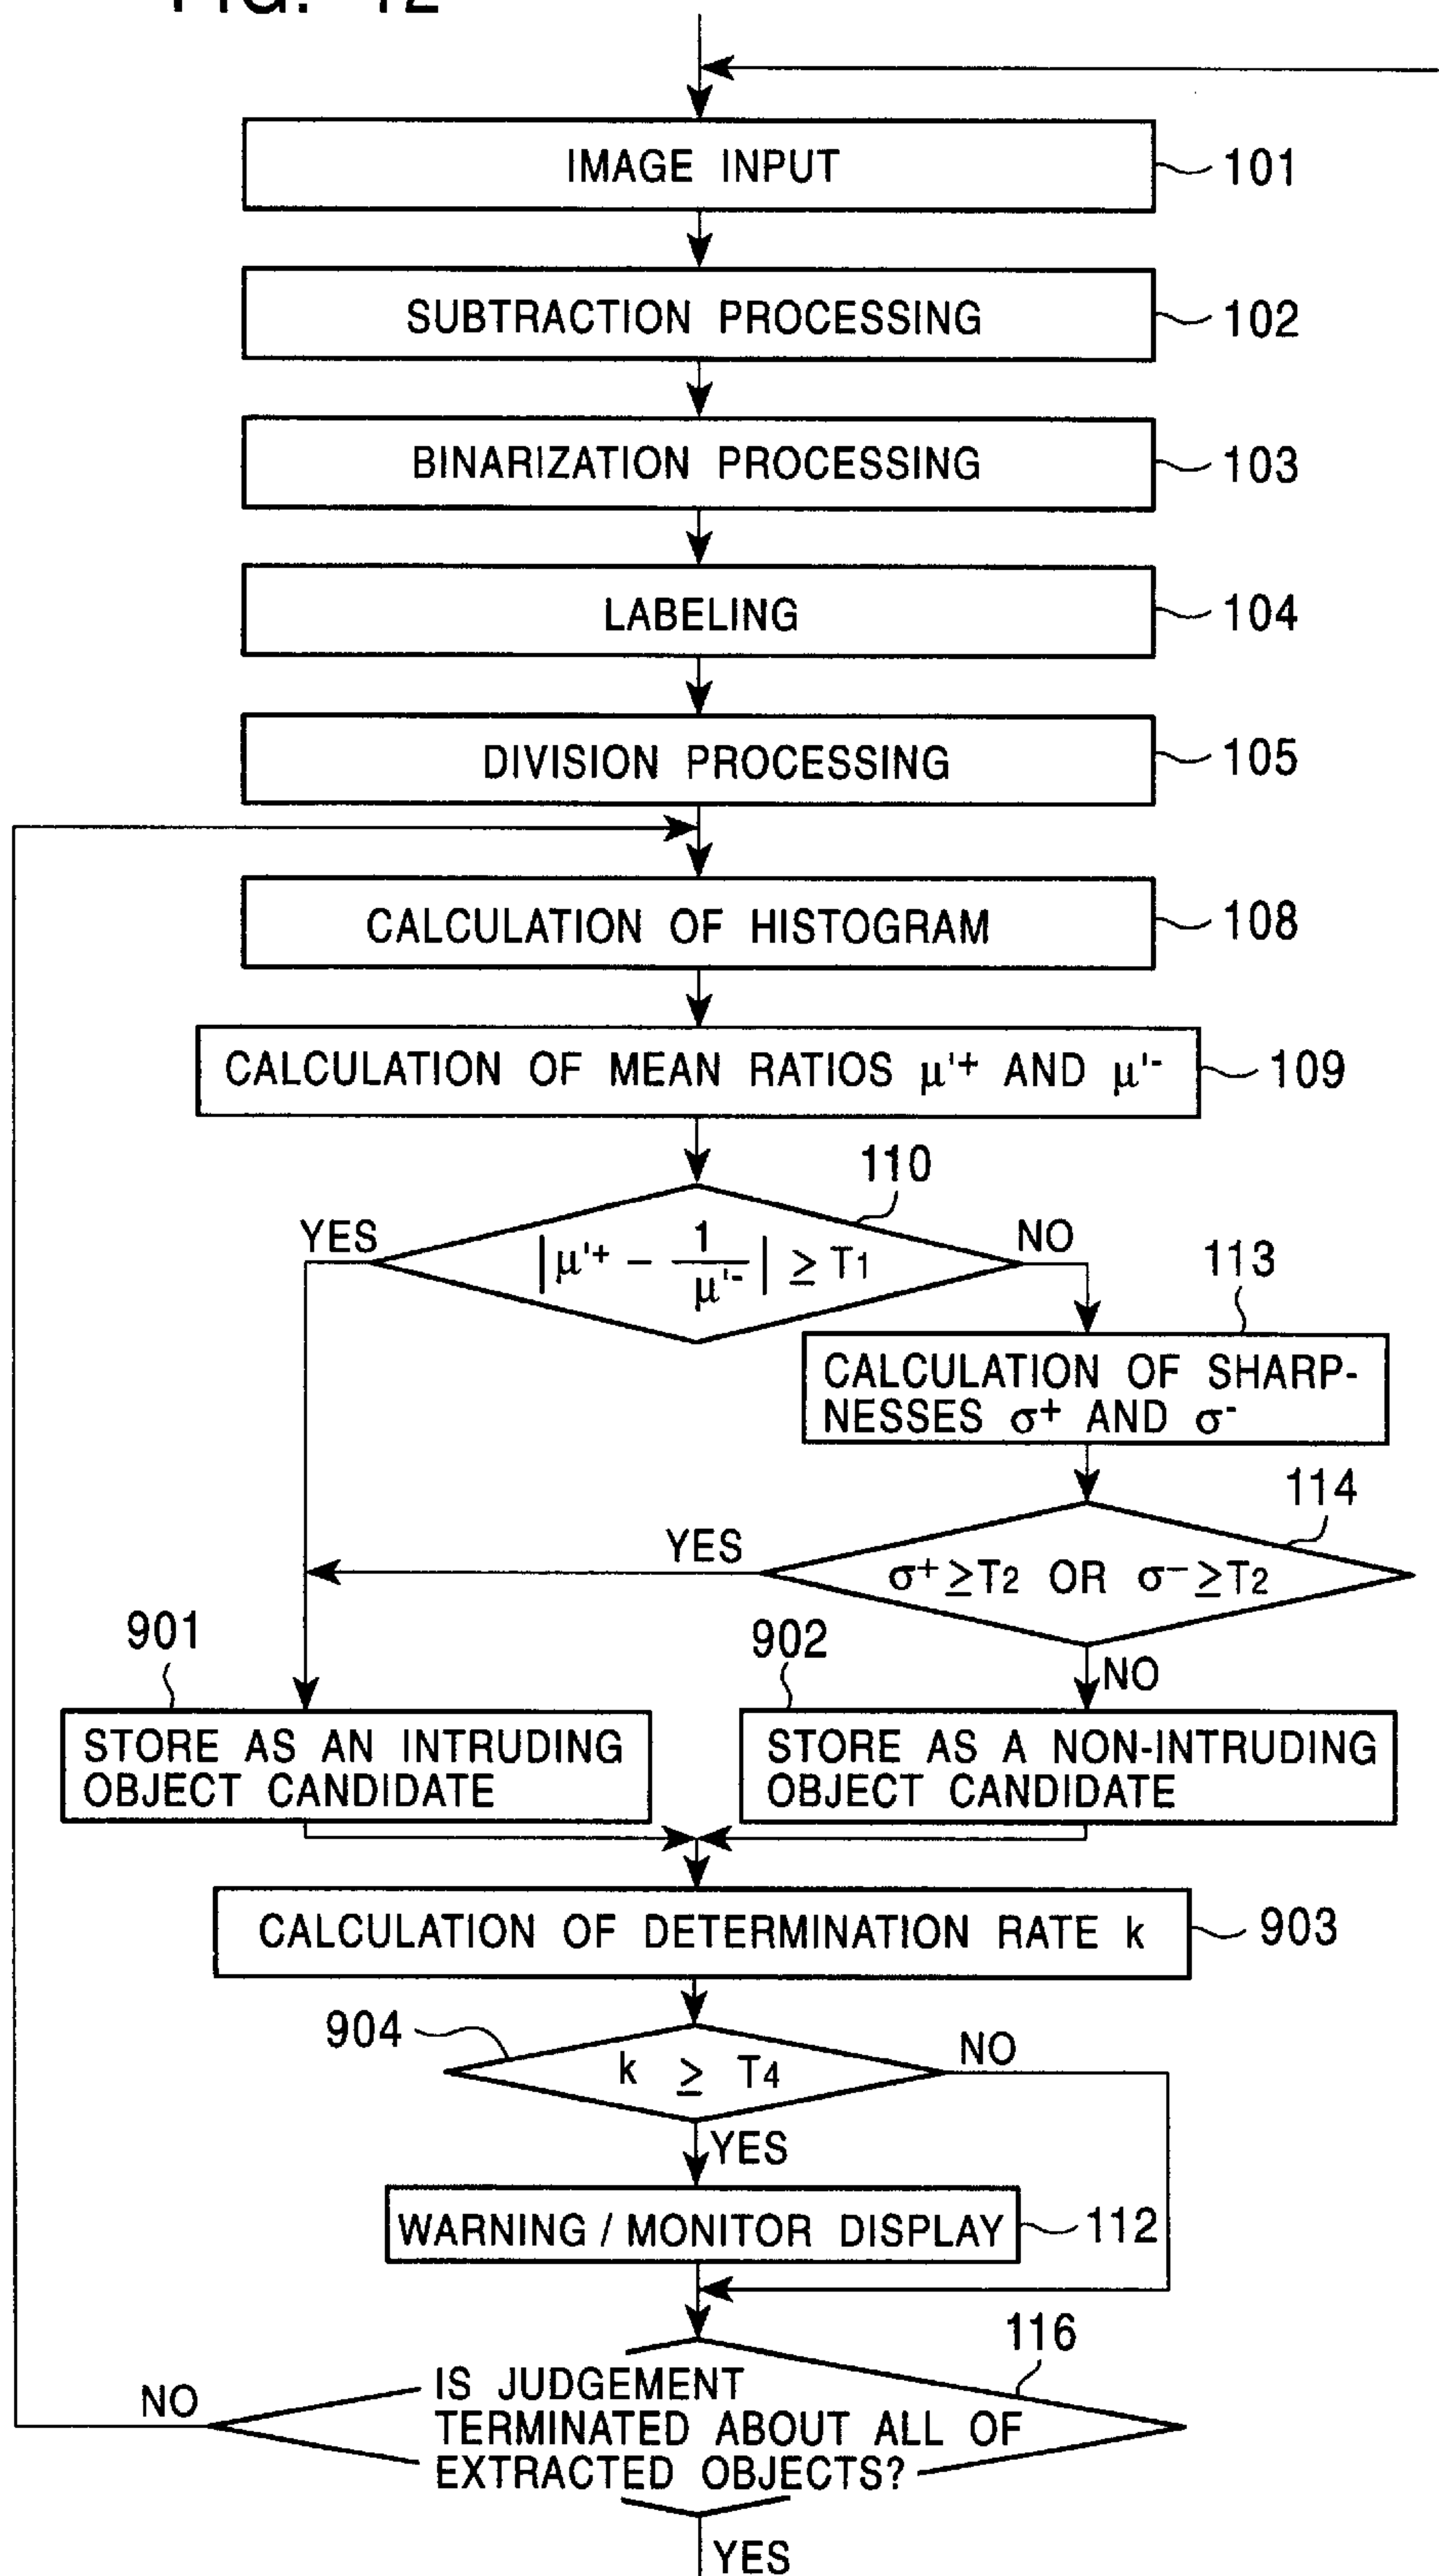 FIG. 12
IMAGE INPUT
101
SUBTRACTION PROCESSING
102
BINARIZATION PROCESSING
103
LABELING
104
DIVISION PROCESSING
105
CALCULATION OF HISTOGRAM
108
CALCULATION OF MEAN RATIOS μ'+ AND μ'-
109
110
YES
|μ'+ - 1/μ'-| ≥ T1
NO
113
CALCULATION OF SHARP-
NESSES σ+ AND σ-
114
YES
σ+ ≥T2 OR σ- ≥T2
NO
901
STORE AS AN INTRUDING
OBJECT CANDIDATE
902
STORE AS A NON-INTRUDING
OBJECT CANDIDATE
CALCULATION OF DETERMINATION RATE k
903
904
k ≥ T4
NO
YES
WARNING / MONITOR DISPLAY
112
116
NO
IS JUDGEMENT
TERMINATED ABOUT ALL OF
EXTRACTED OBJECTS?
YES